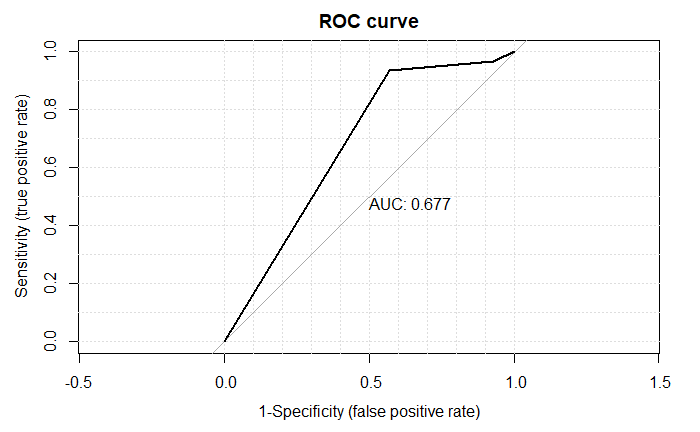 ROC curve
Sensitivity (true positive rate)
1.0
0.8
0.6
0.4
0.2
0.0
AUC: 0.677
-0.5 0.0 0.5 1.0 1.5
1-Specificity (false positive rate)